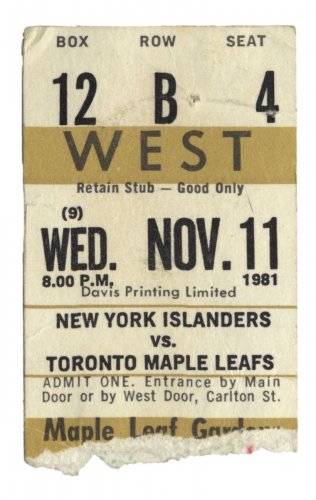 BOX ROW SEAT
12 B 4
WEST
Retain Stub — Good Only
(9)
WED. NOV. 11
8.00 P.M. 1981
Davis Printing Limited
NEW YORK ISLANDERS
vs.
TORONTO MAPLE LEAFS
ADMIT ONE. Entrance by Main
Door or by West Door, Carlton St.
Maple Leaf Gardens